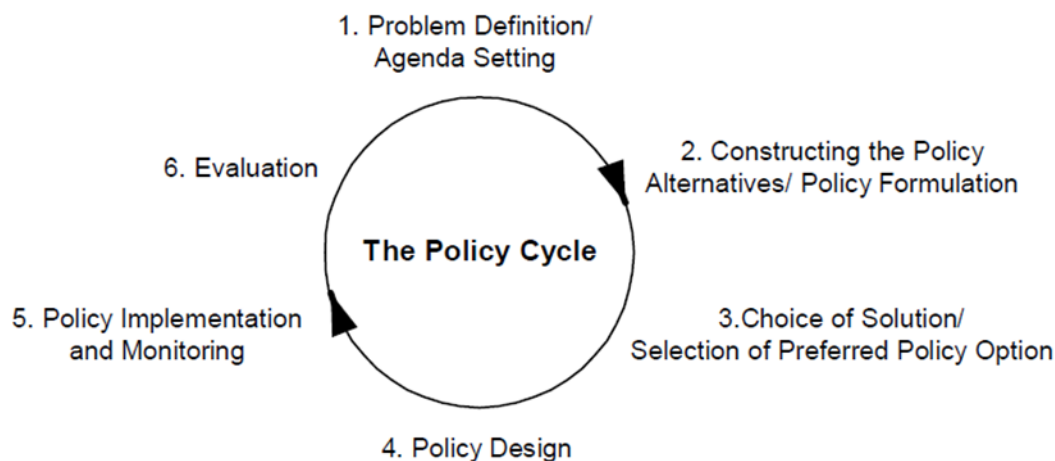 1. Problem Definition/
Agenda Setting
2. Constructing the Policy
Alternatives/ Policy Formulation
3.Choice of Solution/
Selection of Preferred Policy Option
4. Policy Design
5. Policy Implementation
and Monitoring
6. Evaluation
The Policy Cycle